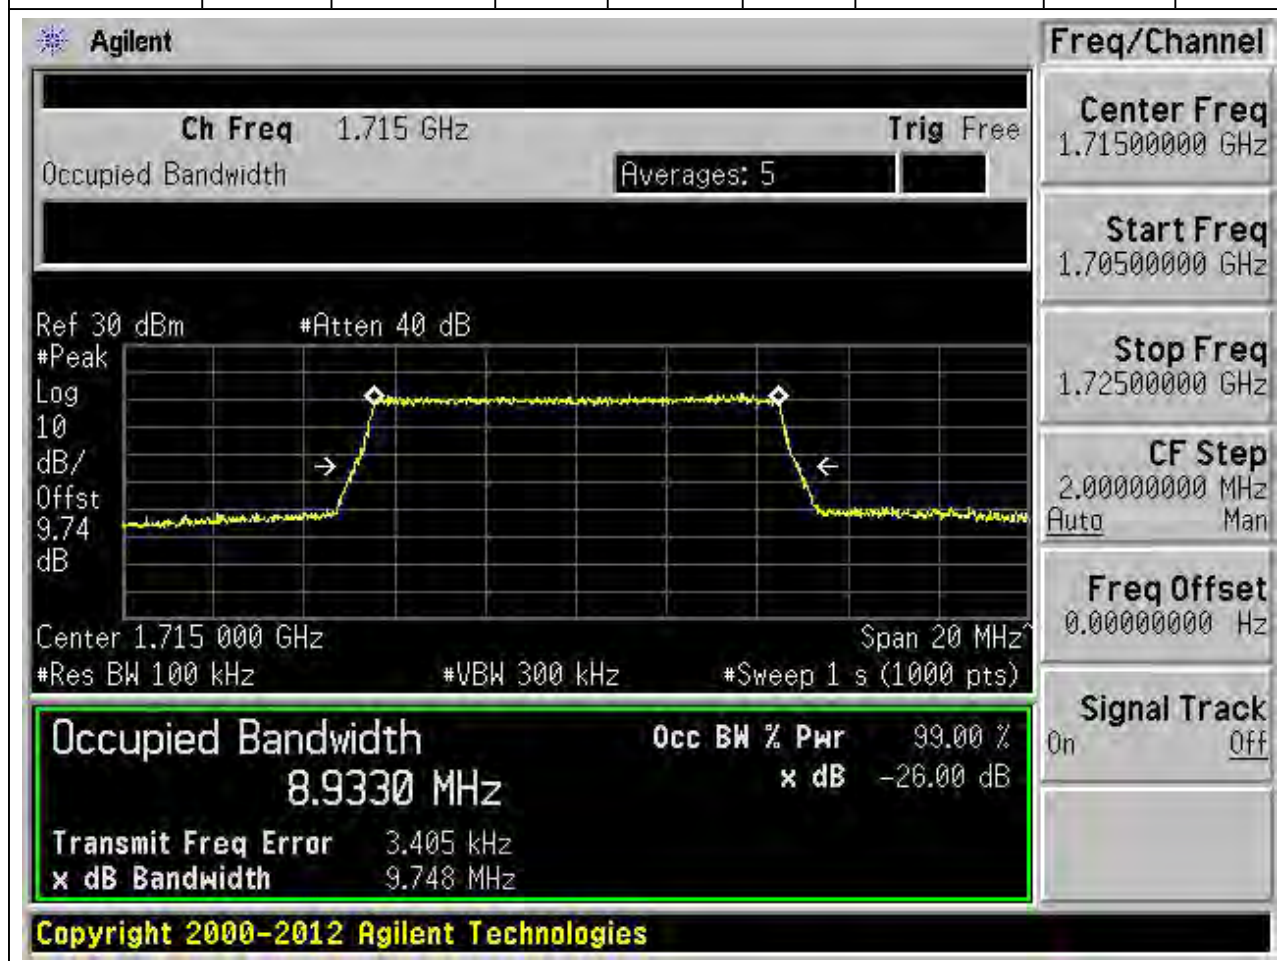 Agilent
Freq/Channel
Ch Freq 1.715 GHz Trig Free
Occupied Bandwidth Averages: 5
Center Freq
1.71500000 GHz
Start Freq
1.70500000 GHz
Stop Freq
1.72500000 GHz
CF Step
2.00000000 MHz
Auto Man
Freq Offset
0.00000000 Hz
Signal Track
On Off
Ref 30 dBm #Atten 40 dB
#Peak
Log
10
dB/
Offst
9.74
dB
Center 1.715 000 GHz Span 20 MHz^
#Res BW 100 kHz #VBW 300 kHz #Sweep 1 s (1000 pts)
Occupied Bandwidth Occ BW % Pwr 99.00 %
8.9330 MHz x dB -26.00 dB
Transmit Freq Error 3.405 kHz
x dB Bandwidth 9.748 MHz
Copyright 2000-2012 Agilent Technologies